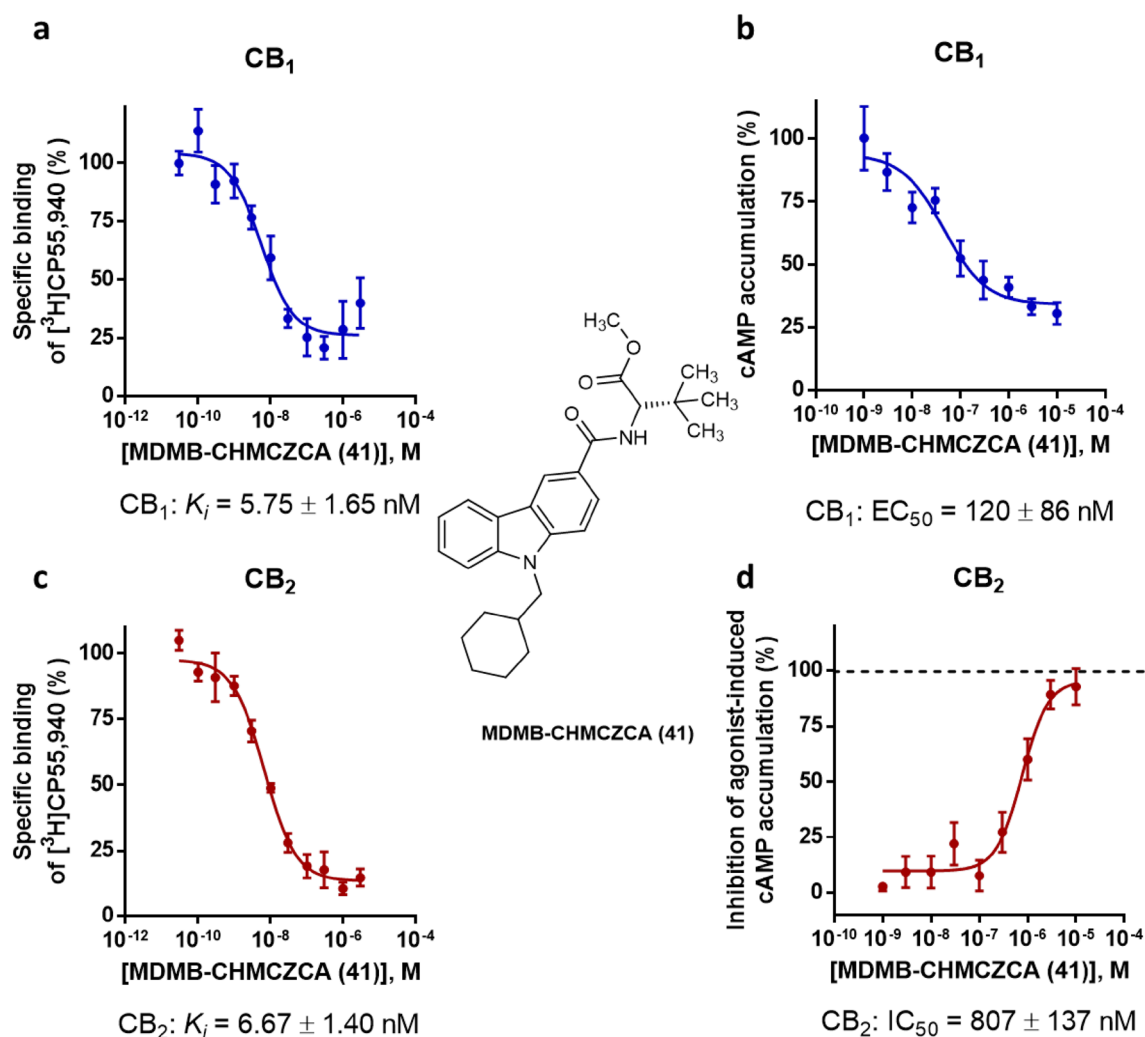 a
CB₁
Specific binding
of [³H]CP55,940 (%)
100
75
50
25
0
10⁻¹² 10⁻¹⁰ 10⁻⁸ 10⁻⁶ 10⁻⁴
[MDMB-CHMCZCA (41)], M
CB₁: Kᵢ = 5.75 ± 1.65 nM
b
CB₁
cAMP accumulation (%)
100
75
50
25
0
10⁻¹⁰ 10⁻⁹ 10⁻⁸ 10⁻⁷ 10⁻⁶ 10⁻⁵ 10⁻⁴
[MDMB-CHMCZCA (41)], M
CB₁: EC₅₀ = 120 ± 86 nM
H₃C
O
O
CH₃
CH₃
CH₃
O
NH
N
MDMB-CHMCZCA (41)
c
CB₂
Specific binding
of [³H]CP55,940 (%)
100
75
50
25
0
10⁻¹² 10⁻¹⁰ 10⁻⁸ 10⁻⁶ 10⁻⁴
[MDMB-CHMCZCA (41)], M
CB₂: Kᵢ = 6.67 ± 1.40 nM
d
CB₂
Inhibition of agonist-induced
cAMP accumulation (%)
100
75
50
25
0
10⁻¹⁰ 10⁻⁹ 10⁻⁸ 10⁻⁷ 10⁻⁶ 10⁻⁵ 10⁻⁴
[MDMB-CHMCZCA (41)], M
CB₂: IC₅₀ = 807 ± 137 nM